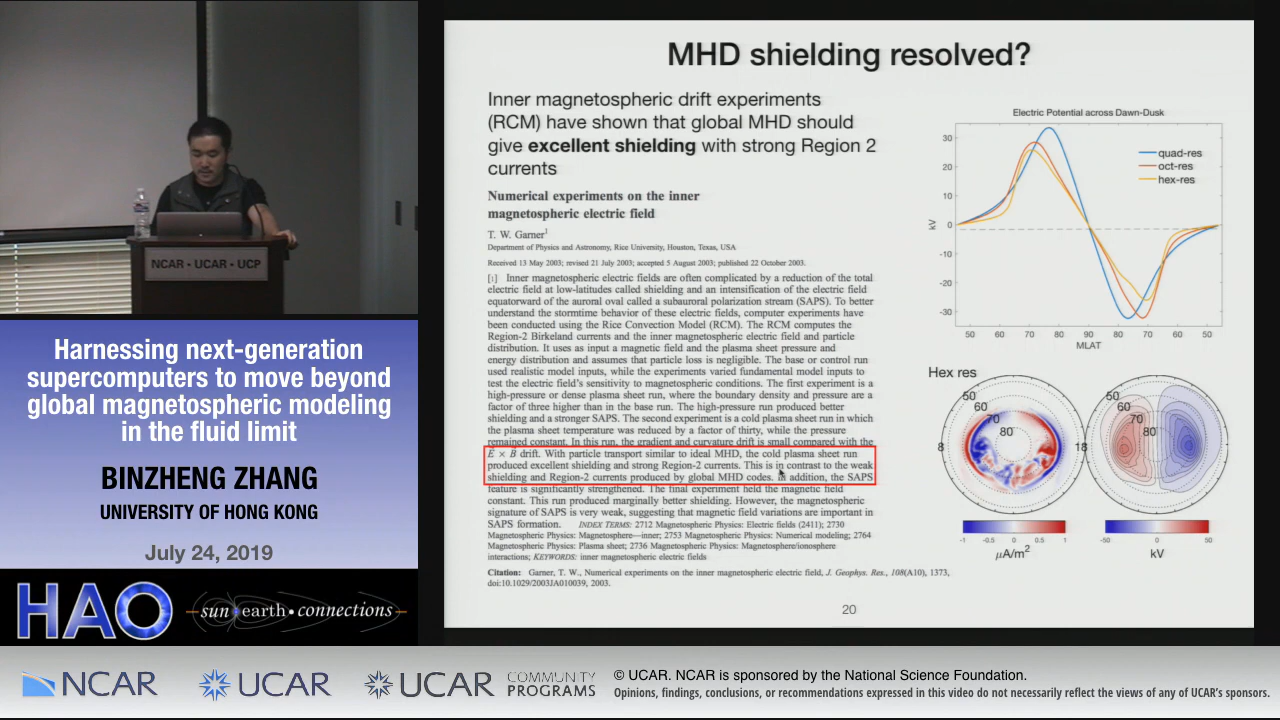 MHD shielding resolved?
Inner magnetospheric drift experiments
(RCM) have shown that global MHD should
give excellent shielding with strong Region 2
currents
Numerical experiments on the inner
magnetospheric electric field
T. W. Garner¹
Department of Physics and Astronomy, Rice University, Houston, Texas, USA
Received 13 May 2003; revised 21 July 2003; accepted 5 August 2003; published 22 October 2003.
[1] Inner magnetospheric electric fields are often complicated by a reduction of the total
electric field at low-latitudes called shielding and an intensification of the electric field
equatorward of the auroral oval called a subauroral polarization stream (SAPS). To better
understand the stormtime behavior of these electric fields, computer experiments have
been conducted using the Rice Convection Model (RCM). The RCM computes the
Region-2 Birkeland currents and the inner magnetospheric electric field and particle
distribution. It uses as input a magnetic field and the plasma sheet pressure and
energy distribution and assumes that particle loss is negligible. The base or control run
used realistic model inputs, while the experiments varied fundamental model inputs to
test the electric field's sensitivity to magnetospheric conditions. The first experiment is a
high-pressure or dense plasma sheet run, where the boundary density and pressure are a
factor of three higher than in the base run. The high-pressure run produced better
shielding and a stronger SAPS. The second experiment is a cold plasma sheet run in which
the plasma sheet temperature was reduced by a factor of thirty, while the pressure
remained constant. In this run, the gradient and curvature drift is small compared with the
E × B drift. With particle transport similar to ideal MHD, the cold plasma sheet run
produced excellent shielding and strong Region-2 currents. This is in contrast to the weak
shielding and Region-2 currents produced by global MHD codes. In addition, the SAPS
feature is significantly strengthened. The final experiment held the magnetic field
constant. This run produced marginally better shielding. However, the magnetospheric
signature of SAPS is very weak, suggesting that magnetic field variations are important in
SAPS formation. INDEX TERMS: 2712 Magnetospheric Physics: Electric fields (2411); 2730
Magnetospheric Physics: Magnetosphere—inner; 2753 Magnetospheric Physics: Numerical modeling; 2764
Magnetospheric Physics: Plasma sheet; 2736 Magnetospheric Physics: Magnetosphere/ionosphere
interactions; KEYWORDS: inner magnetospheric electric fields
Citation: Garner, T. W., Numerical experiments on the inner magnetospheric electric field, J. Geophys. Res., 108(A10), 1373,
doi:10.1029/2003JA010039, 2003.
Electric Potential across Dawn-Dusk
30
20
10
0
-10
-20
-30
kV
quad-res
oct-res
hex-res
50 60 70 80 90 80 70 60 50
MLAT
Hex res
50
60
70
80
6
18
50
60
70
80
-1 -0.5 0 0.5 1
μA/m²
-50 0 50
kV
20
NCAR • UCAR • UCP
Harnessing next-generation
supercomputers to move beyond
global magnetospheric modeling
in the fluid limit
BINZHENG ZHANG
UNIVERSITY OF HONG KONG
July 24, 2019
HAO
sun earth • connections
NCAR
UCAR
UCAR
COMMUNITY
PROGRAMS
© UCAR. NCAR is sponsored by the National Science Foundation.
Opinions, findings, conclusions, or recommendations expressed in this video do not necessarily reflect the views of any of UCAR's sponsors.